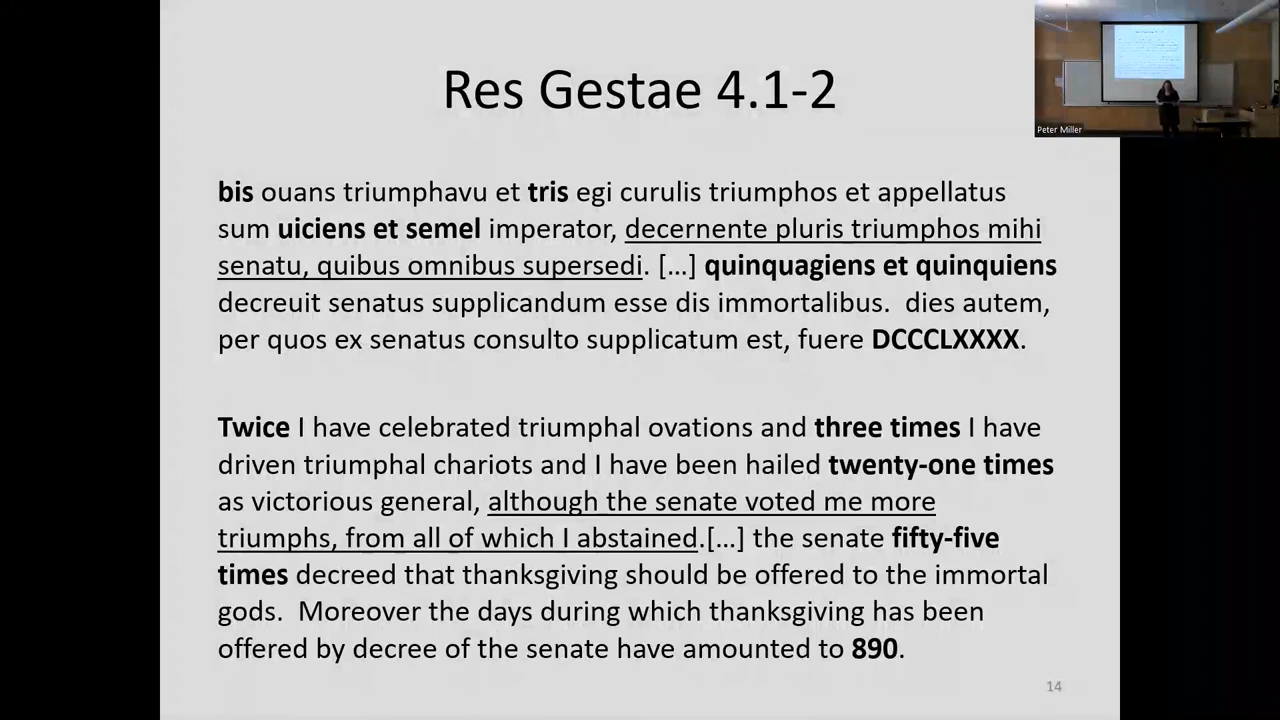 Res Gestae 4.1-2
Peter Miller
bis ouans triumphavu et tris egi curulis triumphos et appellatus
sum uiciens et semel imperator, decernente pluris triumphos mihi
senatu, quibus omnibus supersedi. […] quinquagiens et quinquiens
decreuit senatus supplicandum esse dis immortalibus.  dies autem,
per quos ex senatus consulto supplicatum est, fuere DCCCLXXXX.
Twice I have celebrated triumphal ovations and three times I have
driven triumphal chariots and I have been hailed twenty-one times
as victorious general, although the senate voted me more
triumphs, from all of which I abstained.[…] the senate fifty-five
times decreed that thanksgiving should be offered to the immortal
gods.  Moreover the days during which thanksgiving has been
offered by decree of the senate have amounted to 890.
14